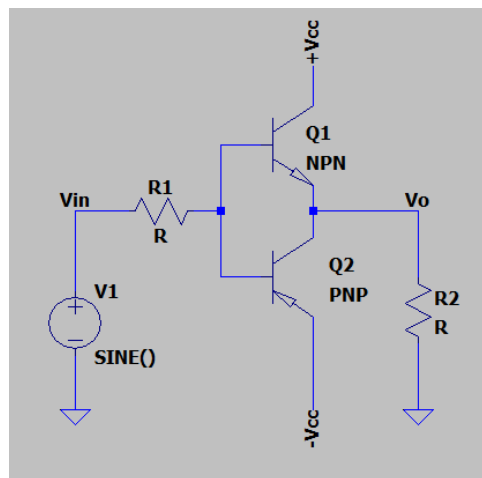 +Vcc
Q1
NPN
Vin
R1
R
Vo
V1
SINE()
Q2
PNP
R2
R
-Vcc